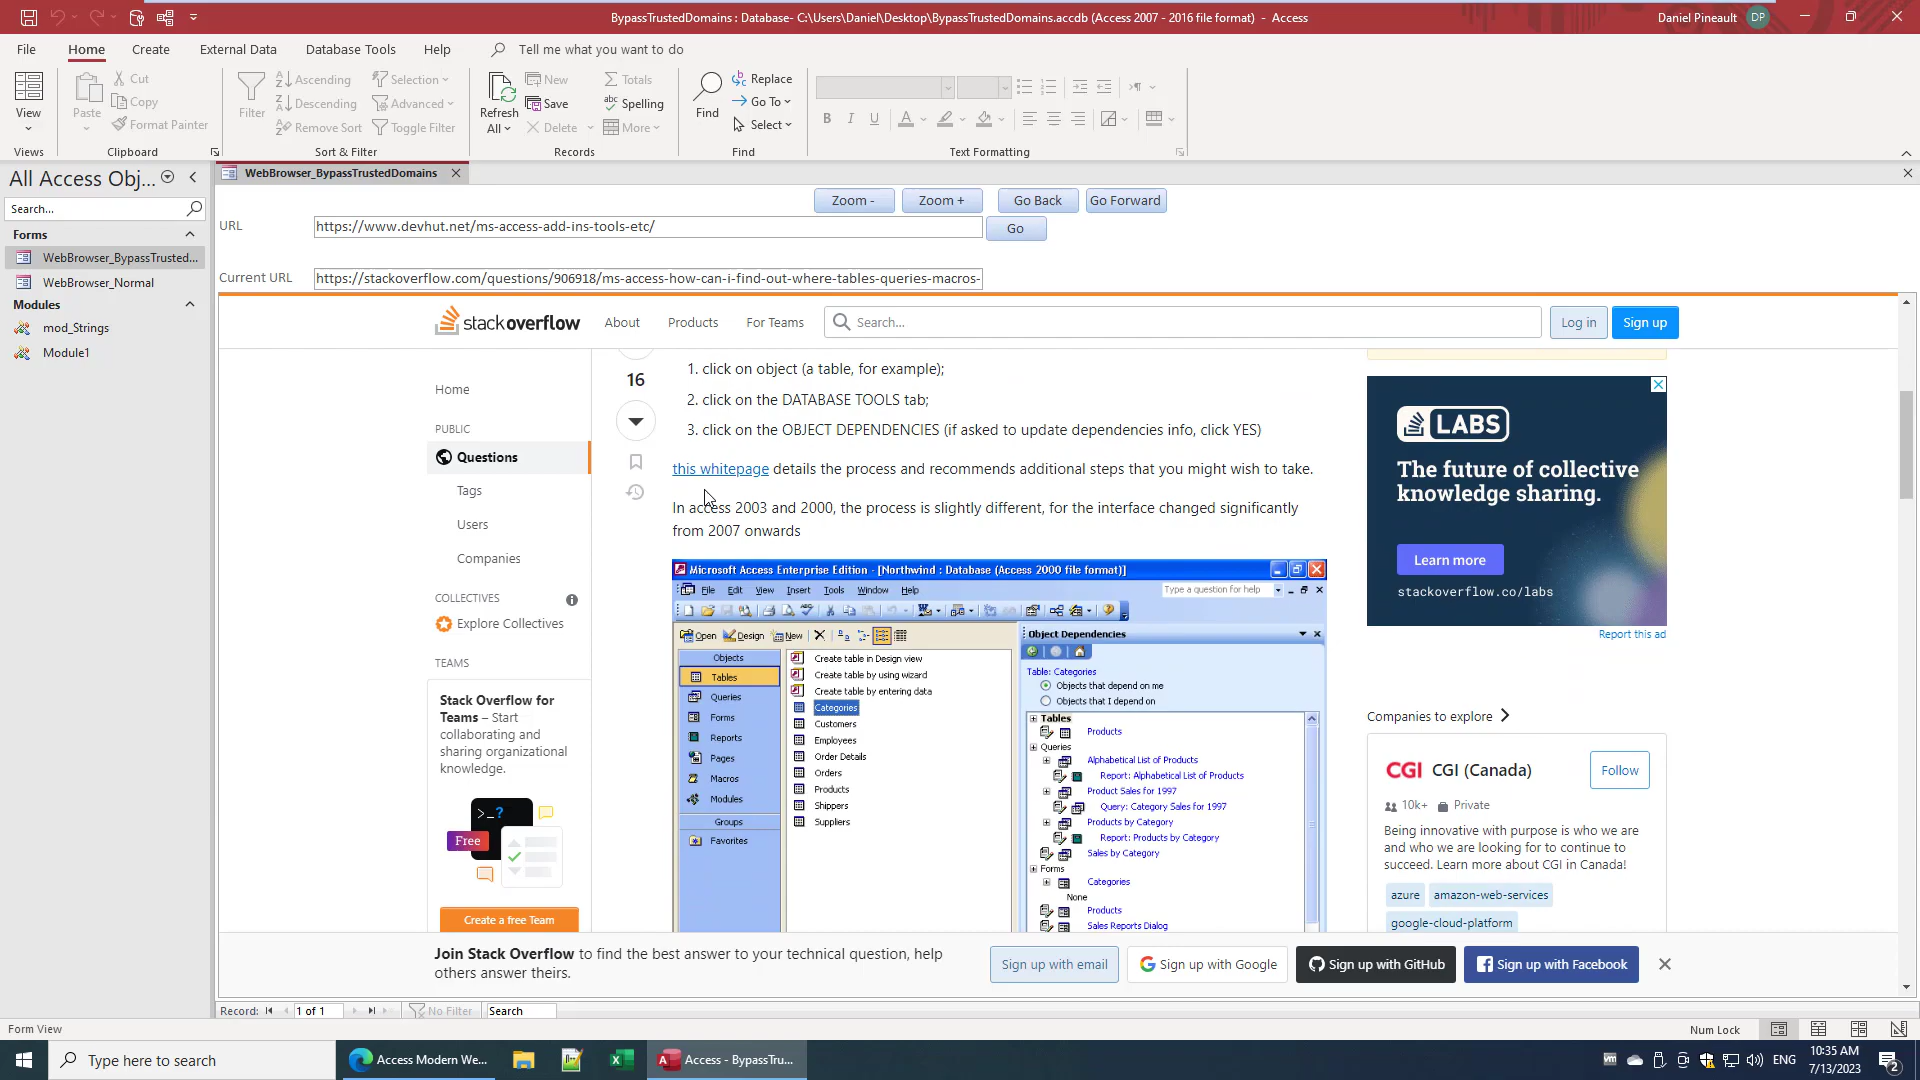 BypassTrustedDomains : Database- C:\Users\Daniel\Desktop\BypassTrustedDomains.accdb (Access 2007 - 2016 file format) - Access
Daniel Pineault
DP
File
Home
Create
External Data
Database Tools
Help
Tell me what you want to do
View
Views
Paste
Cut
Copy
Format Painter
Clipboard
Filter
Ascending
Descending
Remove Sort
Selection
Advanced
Toggle Filter
Sort & Filter
Refresh
All
New
Save
Delete
Totals
Spelling
More
Records
Find
Replace
Go To
Select
Find
B
I
U
Text Formatting
All Access Obj...
Search...
Forms
WebBrowser_BypassTrusted...
WebBrowser_Normal
Modules
mod_Strings
Module1
WebBrowser_BypassTrustedDomains
Zoom -
Zoom +
Go Back
Go Forward
URL
https://www.devhut.net/ms-access-add-ins-tools-etc/
Go
Current URL
https://stackoverflow.com/questions/906918/ms-access-how-can-i-find-out-where-tables-queries-macros-
stackoverflow
About
Products
For Teams
Search...
Log in
Sign up
Home
PUBLIC
Questions
Tags
Users
Companies
COLLECTIVES
Explore Collectives
TEAMS
Stack Overflow for
Teams – Start
collaborating and
sharing organizational
knowledge.
>_?
Free
Create a free Team
16
1. click on object (a table, for example);
2. click on the DATABASE TOOLS tab;
3. click on the OBJECT DEPENDENCIES (if asked to update dependencies info, click YES)
this whitepage details the process and recommends additional steps that you might wish to take.
In access 2003 and 2000, the process is slightly different, for the interface changed significantly
from 2007 onwards
Microsoft Access Enterprise Edition - [Northwind : Database (Access 2000 file format)]
File Edit View Insert Tools Window Help
Type a question for help
Open Design New
Objects
Tables
Queries
Forms
Reports
Pages
Macros
Modules
Groups
Favorites
Create table in Design view
Create table by using wizard
Create table by entering data
Categories
Customers
Employees
Order Details
Orders
Products
Shippers
Suppliers
Object Dependencies
Table: Categories
Objects that depend on me
Objects that I depend on
Tables
Products
Queries
Alphabetical List of Products
Report: Alphabetical List of Products
Product Sales for 1997
Query: Category Sales for 1997
Products by Category
Report: Products by Category
Sales by Category
Forms
Categories
None
Products
Sales Reports Dialog
LABS
The future of collective
knowledge sharing.
Learn more
stackoverflow.co/labs
Report this ad
Companies to explore
CGI
CGI (Canada)
Follow
10k+
Private
Being innovative with purpose is who we are
and who we are looking for to continue to
succeed. Learn more about CGI in Canada!
azure
amazon-web-services
google-cloud-platform
Join Stack Overflow to find the best answer to your technical question, help
others answer theirs.
Sign up with email
Sign up with Google
Sign up with GitHub
Sign up with Facebook
Record:
1 of 1
No Filter
Search
Form View
Num Lock
Type here to search
Access Modern We...
Access - BypassTru...
ENG
10:35 AM
7/13/2023
2